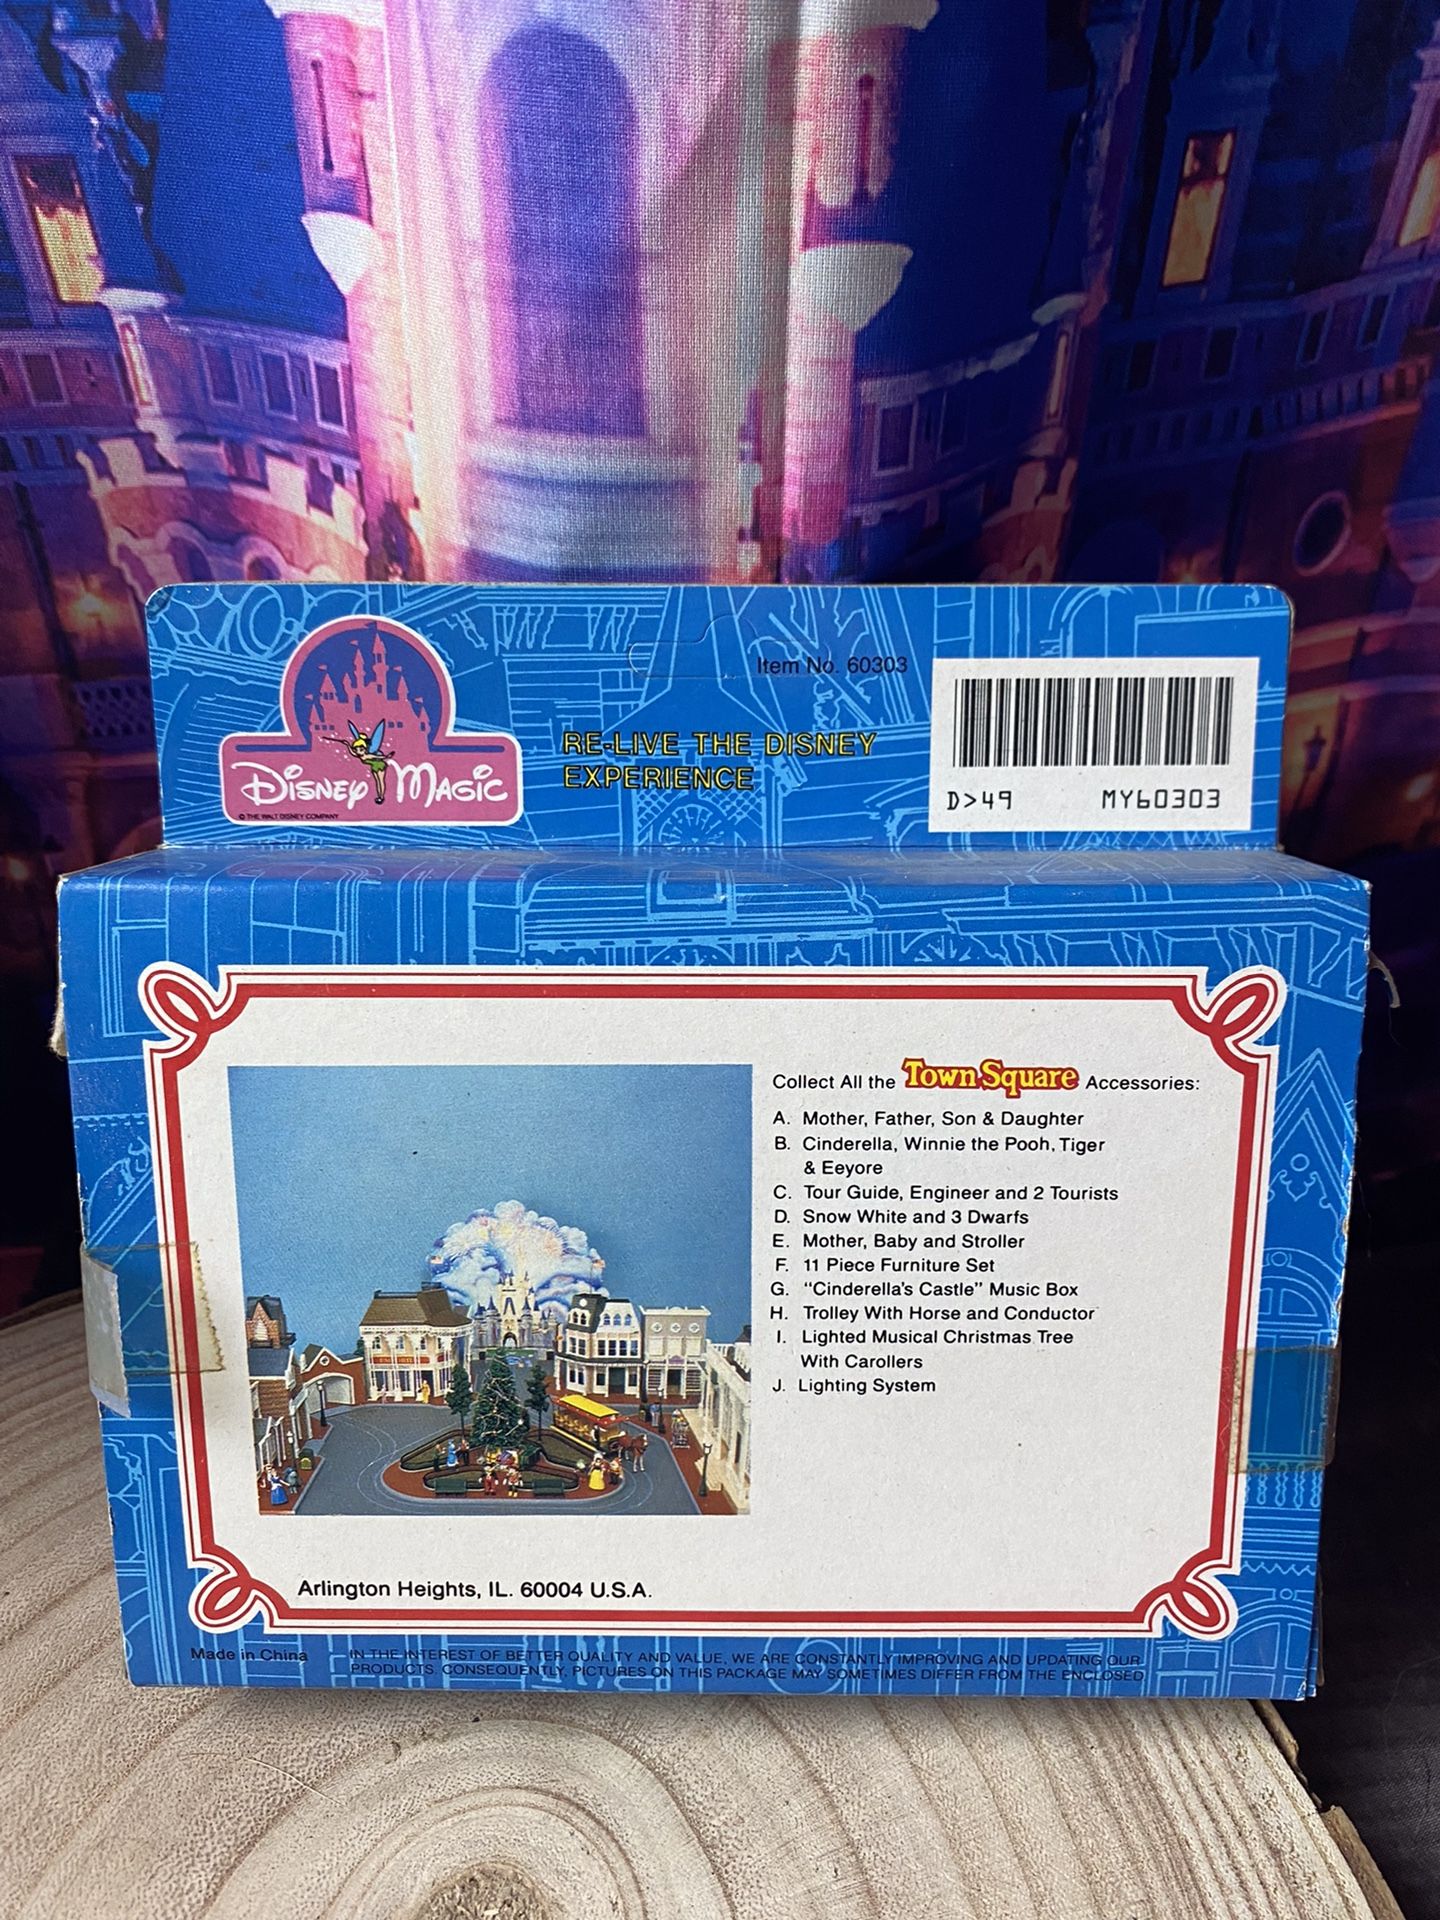 Item No. 60303
RE-LIVE THE DISNEY
EXPERIENCE
Disney Magic
© THE WALT DISNEY COMPANY
D>49 MY60303
Collect All the Town Square Accessories:
A. Mother, Father, Son & Daughter
B. Cinderella, Winnie the Pooh, Tiger
& Eeyore
C. Tour Guide, Engineer and 2 Tourists
D. Snow White and 3 Dwarfs
E. Mother, Baby and Stroller
F. 11 Piece Furniture Set
G. "Cinderella's Castle" Music Box
H. Trolley With Horse and Conductor
I. Lighted Musical Christmas Tree
With Carollers
J. Lighting System
Arlington Heights, IL. 60004 U.S.A.
Made in China
IN THE INTEREST OF BETTER QUALITY AND VALUE, WE ARE CONSTANTLY IMPROVING AND UPDATING OUR
PRODUCTS. CONSEQUENTLY, PICTURES ON THIS PACKAGE MAY SOMETIMES DIFFER FROM THE ENCLOSED.